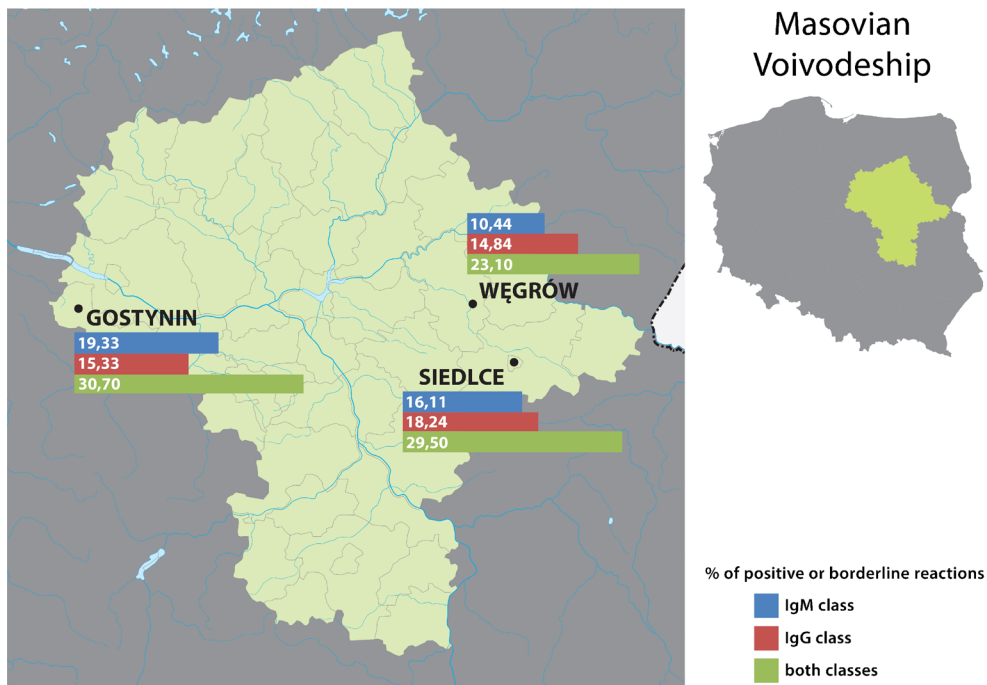 Masovian
Voivodeship
10,44
14,84
23,10
WĘGRÓW
GOSTYNIN
19,33
15,33
30,70
SIEDLCE
16,11
18,24
29,50
% of positive or borderline reactions
IgM class
IgG class
both classes